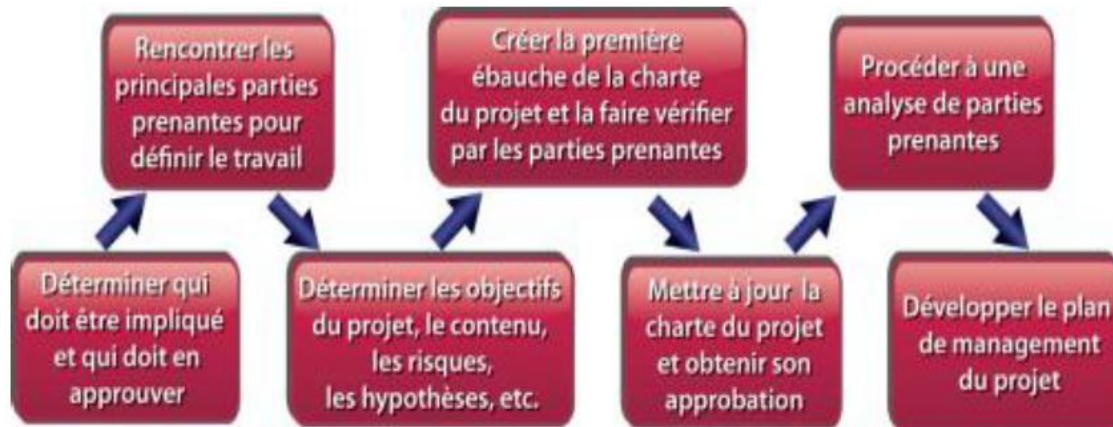 Déterminer qui
doit être impliqué
et qui doit en
approuver
Rencontrer les
principales parties
prenantes pour
définir le travail
Déterminer les objectifs
du projet, le contenu,
les risques,
les hypothèses, etc.
Créer la première
ébauche de la charte
du projet et la faire vérifier
par les parties prenantes
Mettre à jour la
charte du projet
et obtenir son
approbation
Procéder à une
analyse de parties
prenantes
Développer le plan
de management
du projet